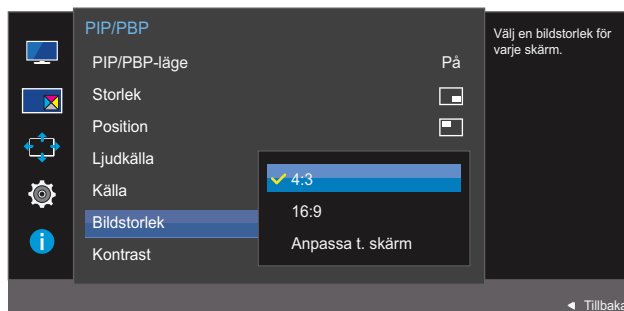 PIP/PBP
PIP/PBP-läge På
Storlek
Position
Ljudkälla
Källa
Bildstorlek
Kontrast
4:3
16:9
Anpassa t. skärm
Välj en bildstorlek för
varje skärm.
Tillbaka